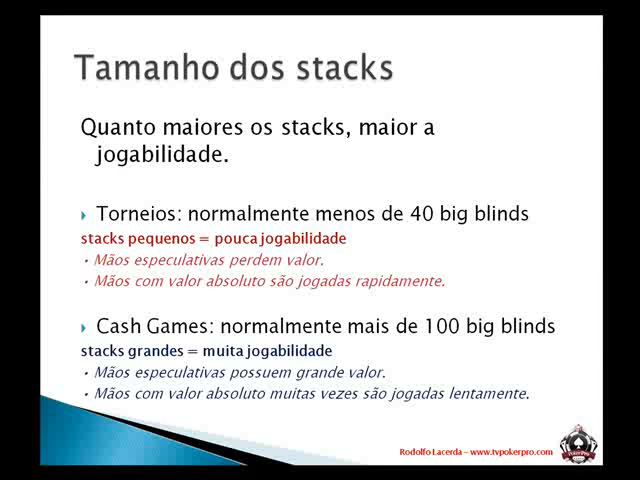 Tamanho dos stacks
Quanto maiores os stacks, maior a
jogabilidade.
Torneios: normalmente menos de 40 big blinds
stacks pequenos = pouca jogabilidade
• Mãos especulativas perdem valor.
• Mãos com valor absoluto são jogadas rapidamente.
Cash Games: normalmente mais de 100 big blinds
stacks grandes = muita jogabilidade
• Mãos especulativas possuem grande valor.
• Mãos com valor absoluto muitas vezes são jogadas lentamente.
Rodolfo Lacerda – www.tvpokerpro.com
PokerPro